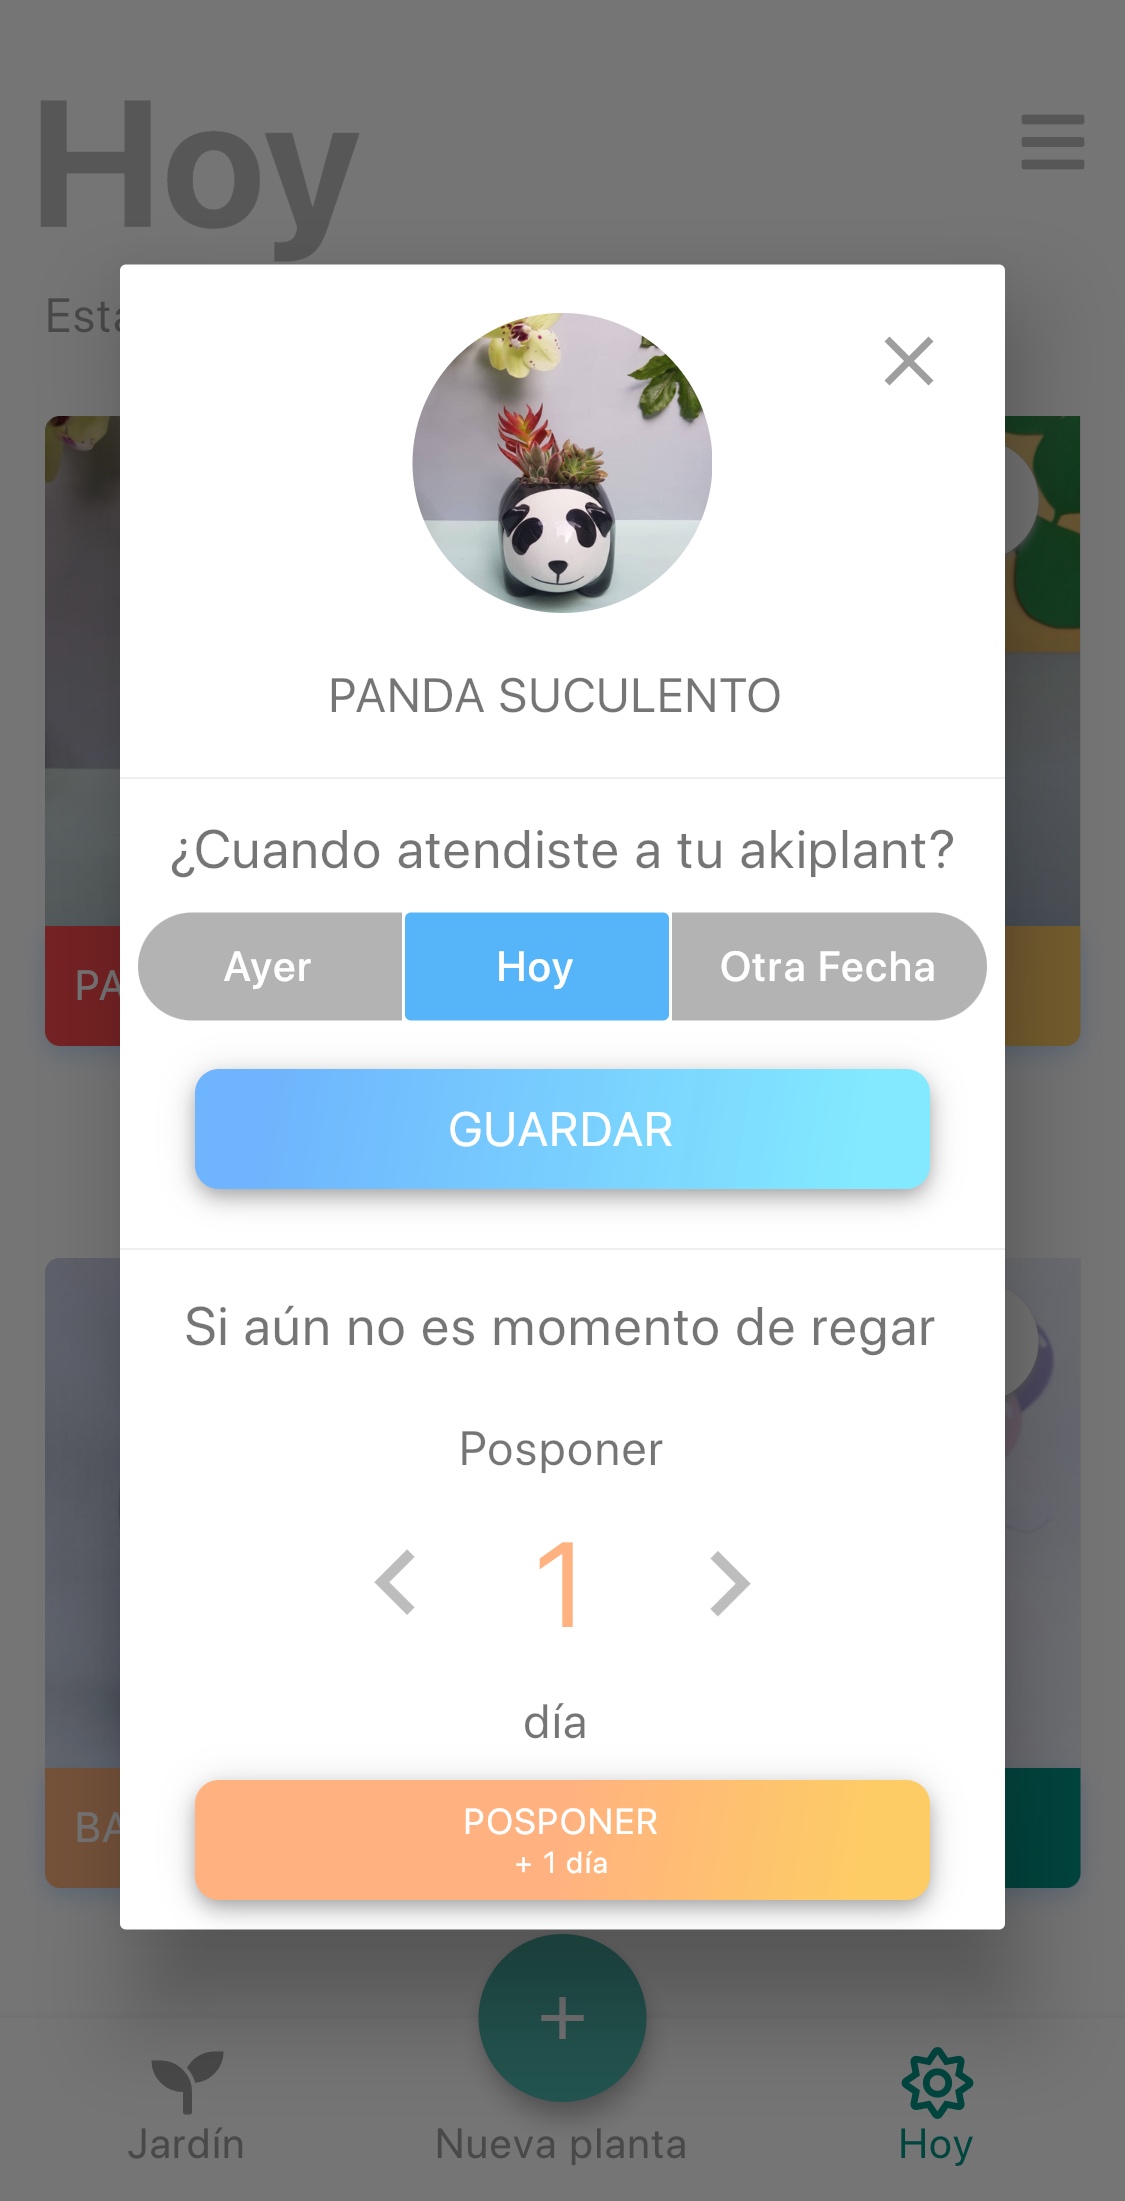 Hoy
Esta
PANDA SUCULENTO
¿Cuando atendiste a tu akiplant?
Ayer
Hoy
Otra Fecha
PA
GUARDAR
Si aún no es momento de regar
Posponer
1
día
BA
POSPONER
+ 1 día
Jardín
Nueva planta
Hoy